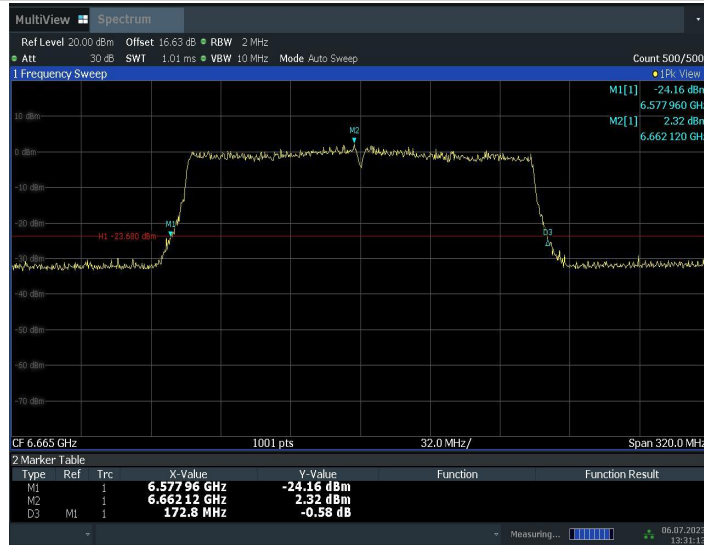 MultiView Spectrum
Ref Level 20.00 dBm Offset 16.63 dB RBW 2 MHz
Att 30 dB SWT 1.01 ms VBW 10 MHz Mode Auto Sweep Count 500/500
1 Frequency Sweep 1Pk View
M1[1] -24.16 dBm
6.577 960 GHz
M2[1] 2.32 dBm
6.662 120 GHz
10 dBm
M2
0 dBm
-10 dBm
-20 dBm
M1
H1 -23.680 dBm
D3
-30 dBm
-40 dBm
-50 dBm
-60 dBm
-70 dBm
CF 6.665 GHz 1001 pts 32.0 MHz/ Span 320.0 MHz
2 Marker Table
Type Ref Trc X-Value Y-Value Function Function Result
M1 1 6.577 96 GHz -24.16 dBm
M2 1 6.662 12 GHz 2.32 dBm
D3 M1 1 172.8 MHz -0.58 dB
Measuring... 06.07.2023
13:31:13